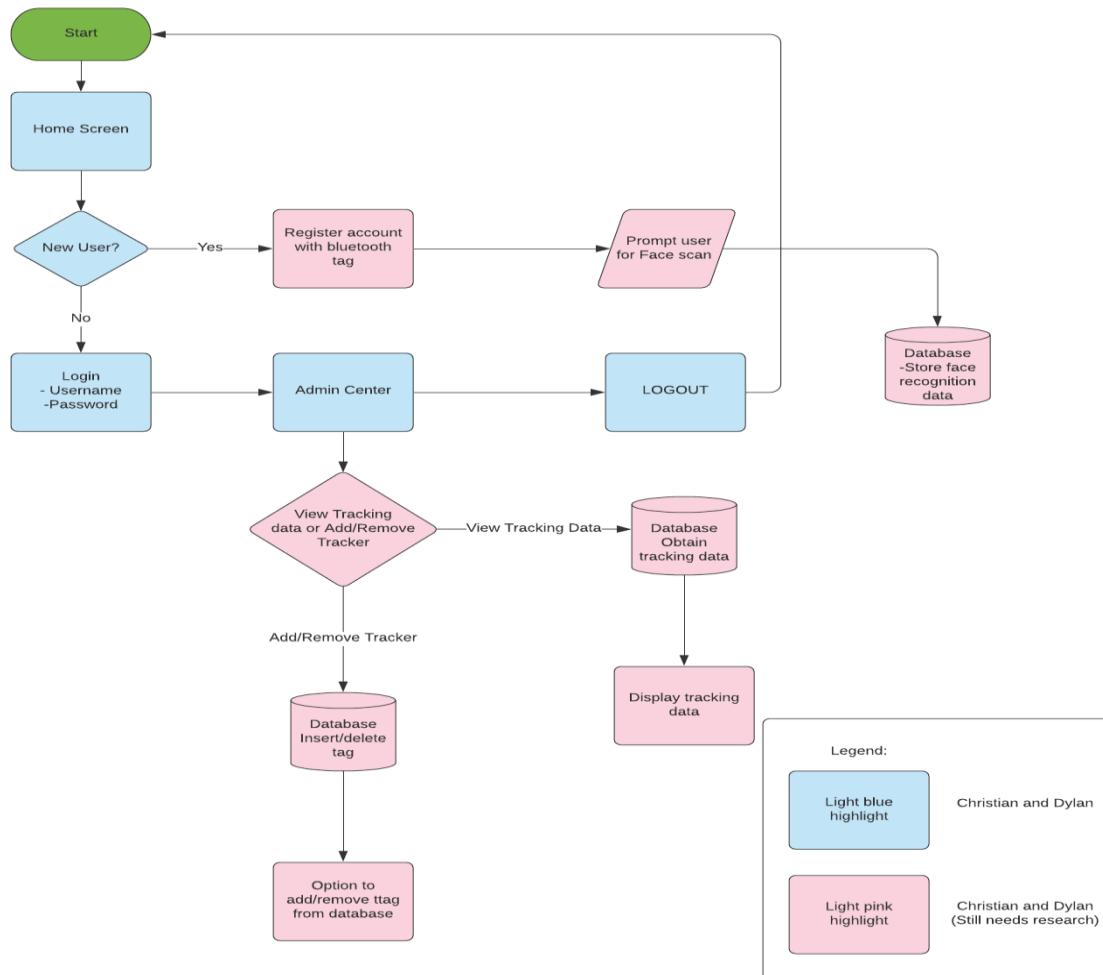 Start
Home Screen
New User?
Yes
Register account
with bluetooth
tag
Prompt user
for Face scan
No
Database
-Store face
recognition
data
Login
- Username
-Password
Admin Center
LOGOUT
View Tracking
data or Add/Remove
Tracker
View Tracking Data
Database
Obtain
tracking data
Add/Remove Tracker
Database
Insert/delete
tag
Display tracking
data
Option to
add/remove ttag
from database
Legend:
Light blue
highlight
Christian and Dylan
Light pink
highlight
Christian and Dylan
(Still needs research)